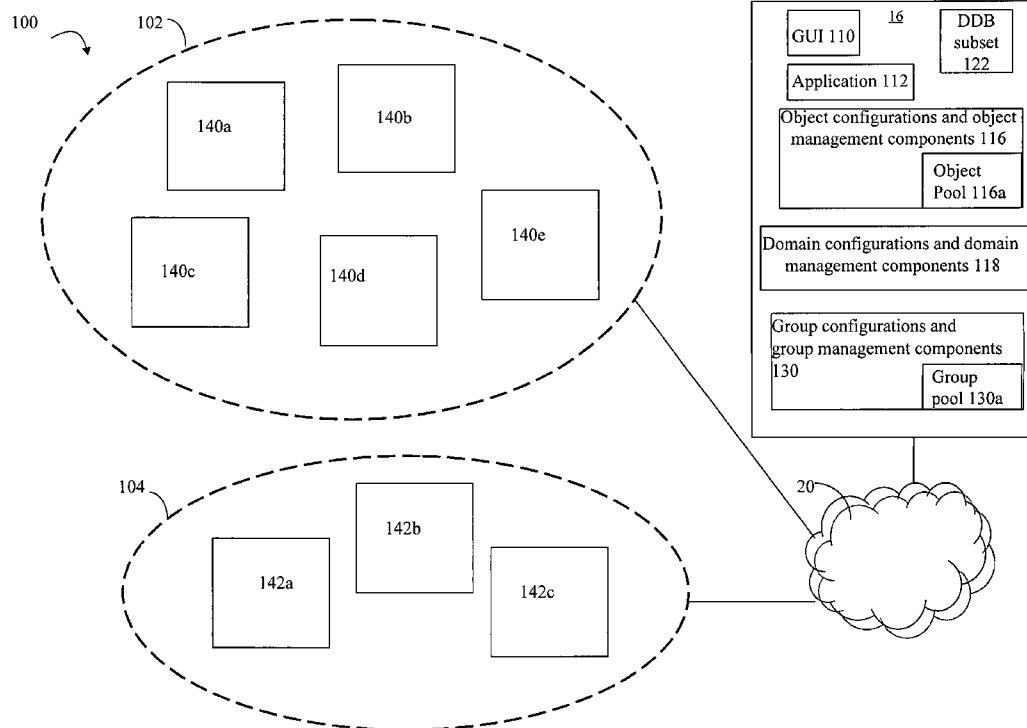 100
102
140a
140b
140c
140d
140e
104
142a
142b
142c
16
GUI 110
DDB
subset
122
Application 112
Object configurations and object
management components 116
Object
Pool 116a
Domain configurations and domain
management components 118
Group configurations and
group management components
130
Group
pool 130a
20